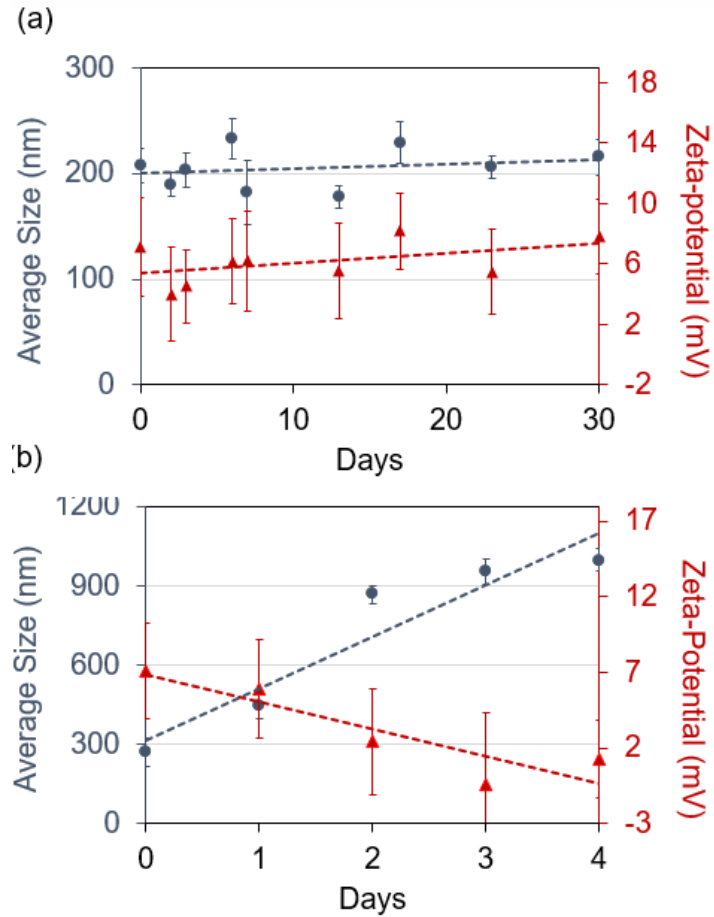 (a)
300
200
100
0
Average Size (nm)
18
14
10
6
2
-2
Zeta-potential (mV)
0 10 20 30
Days
(b)
1200
900
600
300
0
Average Size (nm)
17
12
7
2
-3
Zeta-Potential (mV)
0 1 2 3 4
Days